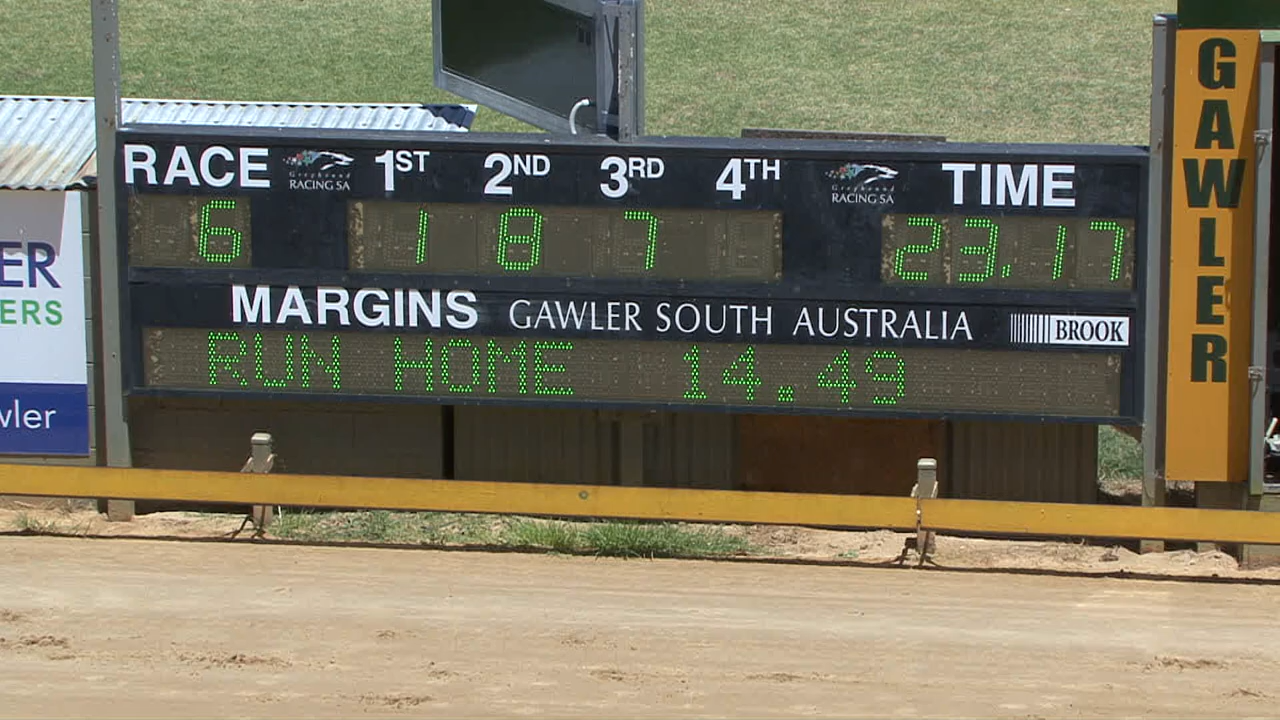 RACE 1ST 2ND 3RD 4TH TIME
Greyhound RACING SA
Greyhound RACING SA
6 1 8 7 23.17
MARGINS GAWLER SOUTH AUSTRALIA BROOK
RUN HOME 14.49
GAWLER
ER
ERS
wler